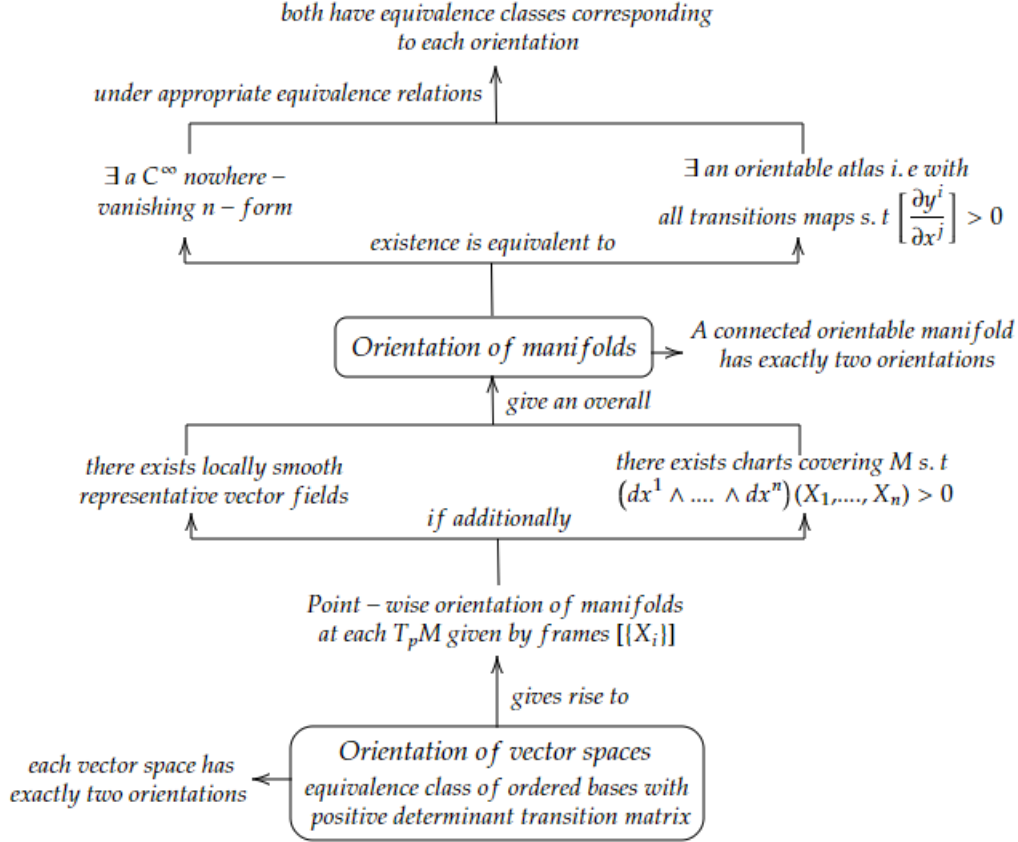 both have equivalence classes corresponding
to each orientation
under appropriate equivalence relations
∃ a C^∞ nowhere −
vanishing n − form
∃ an orientable atlas i. e with
all transitions maps s. t [∂y^i/∂x^j] > 0
existence is equivalent to
Orientation of manifolds
A connected orientable manifold
has exactly two orientations
give an overall
there exists locally smooth
representative vector fields
there exists charts covering M s. t
(dx^1 ∧ .... ∧ dx^n)(X_1,...., X_n) > 0
if additionally
Point − wise orientation of manifolds
at each T_pM given by frames [{X_i}]
gives rise to
Orientation of vector spaces
equivalence class of ordered bases with
positive determinant transition matrix
each vector space has
exactly two orientations